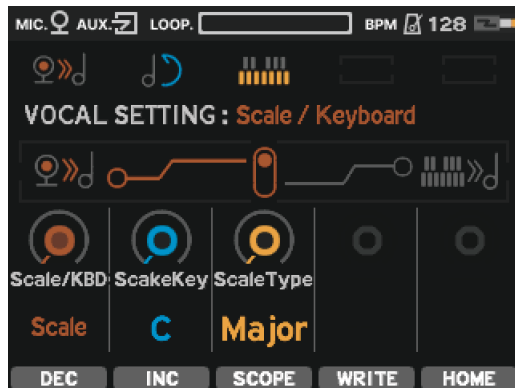 MIC. AUX. LOOP. BPM 128
VOCAL SETTING : Scale / Keyboard
Scale/KBD ScakeKey ScaleType
Scale C Major
DEC INC SCOPE WRITE HOME